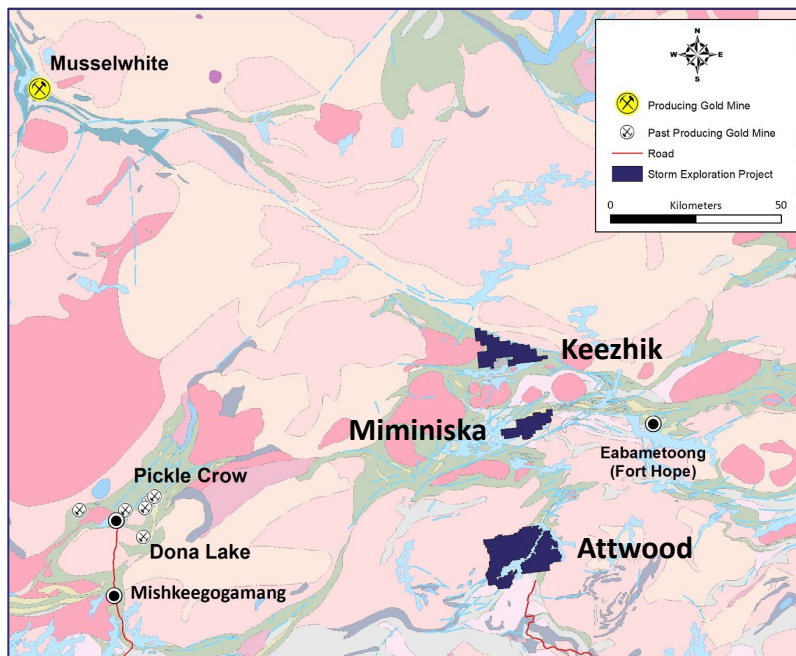 Musselwhite
N
W E
S
Producing Gold Mine
Past Producing Gold Mine
Road
Storm Exploration Project
Kilometers
0 50
Keezhik
Miminiska
Eabametoong
(Fort Hope)
Pickle Crow
Dona Lake
Attwood
Mishkeegogamang